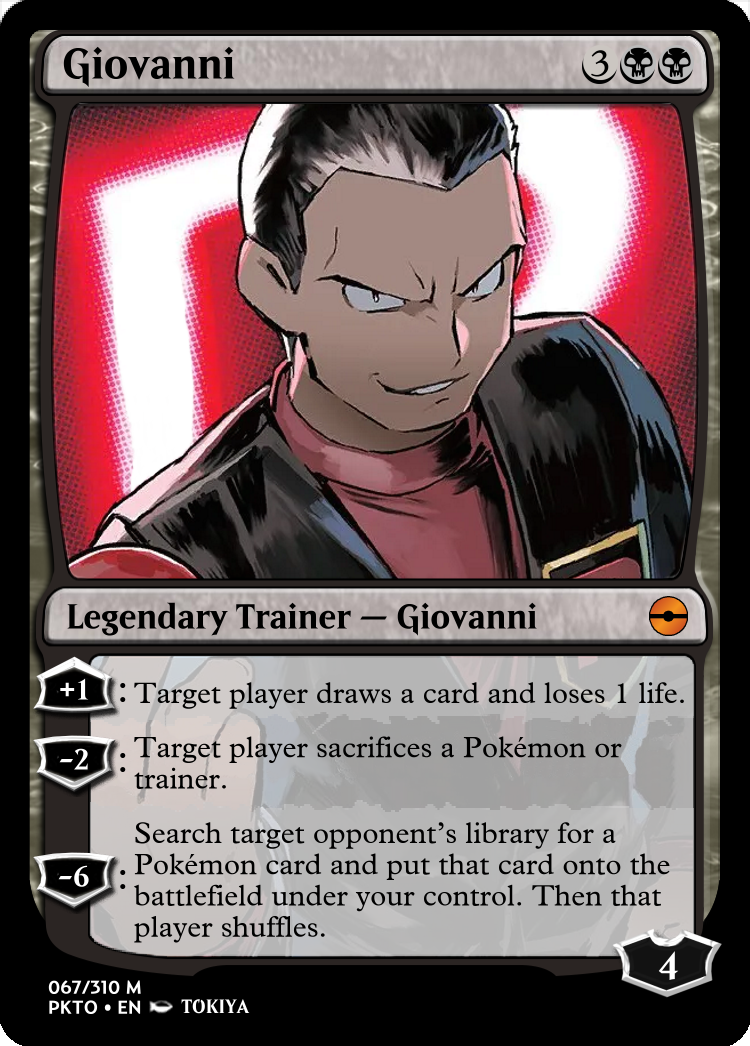 Giovanni 3
Legendary Trainer — Giovanni
+1 : Target player draws a card and loses 1 life.
−2 : Target player sacrifices a Pokémon or
trainer.
Search target opponent's library for a
−6 : Pokémon card and put that card onto the
battlefield under your control. Then that
player shuffles.
4
067/310 M
PKTO • EN TOKIYA